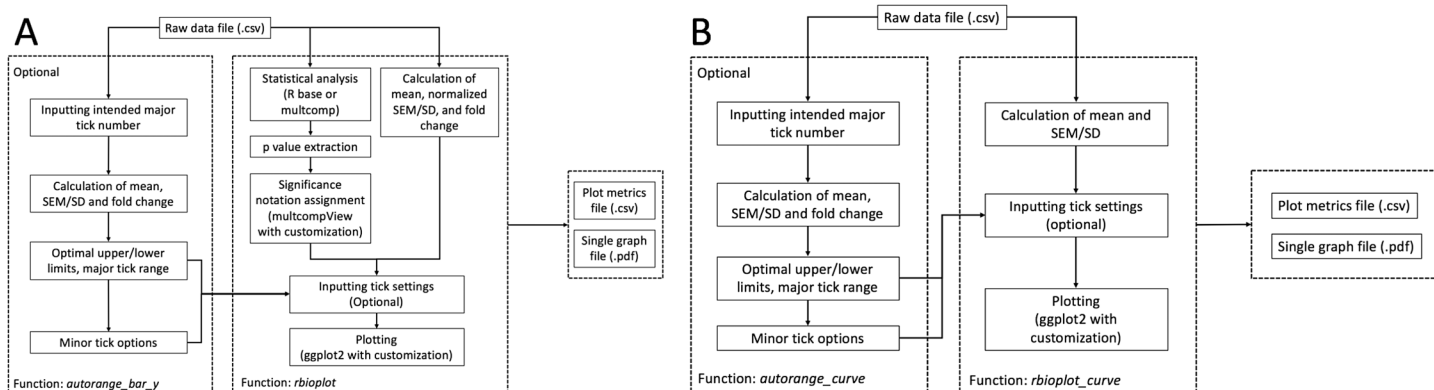 A
Raw data file (.csv)
Optional
Inputting intended major
tick number
Calculation of mean,
SEM/SD and fold change
Optimal upper/lower
limits, major tick range
Minor tick options
Function: autorange_bar_y
Statistical analysis
(R base or
multcomp)
p value extraction
Significance
notation assignment
(multcompView
with customization)
Calculation of
mean, normalized
SEM/SD, and fold
change
Inputting tick settings
(Optional)
Plotting
(ggplot2 with customization)
Function: rbioplot
Plot metrics
file (.csv)
Single graph
file (.pdf)
B
Raw data file (.csv)
Optional
Inputting intended major
tick number
Calculation of mean,
SEM/SD and fold change
Optimal upper/lower
limits, major tick range
Minor tick options
Function: autorange_curve
Calculation of mean and
SEM/SD
Inputting tick settings
(optional)
Plotting
(ggplot2 with
customization)
Function: rbioplot_curve
Plot metrics file (.csv)
Single graph file (.pdf)